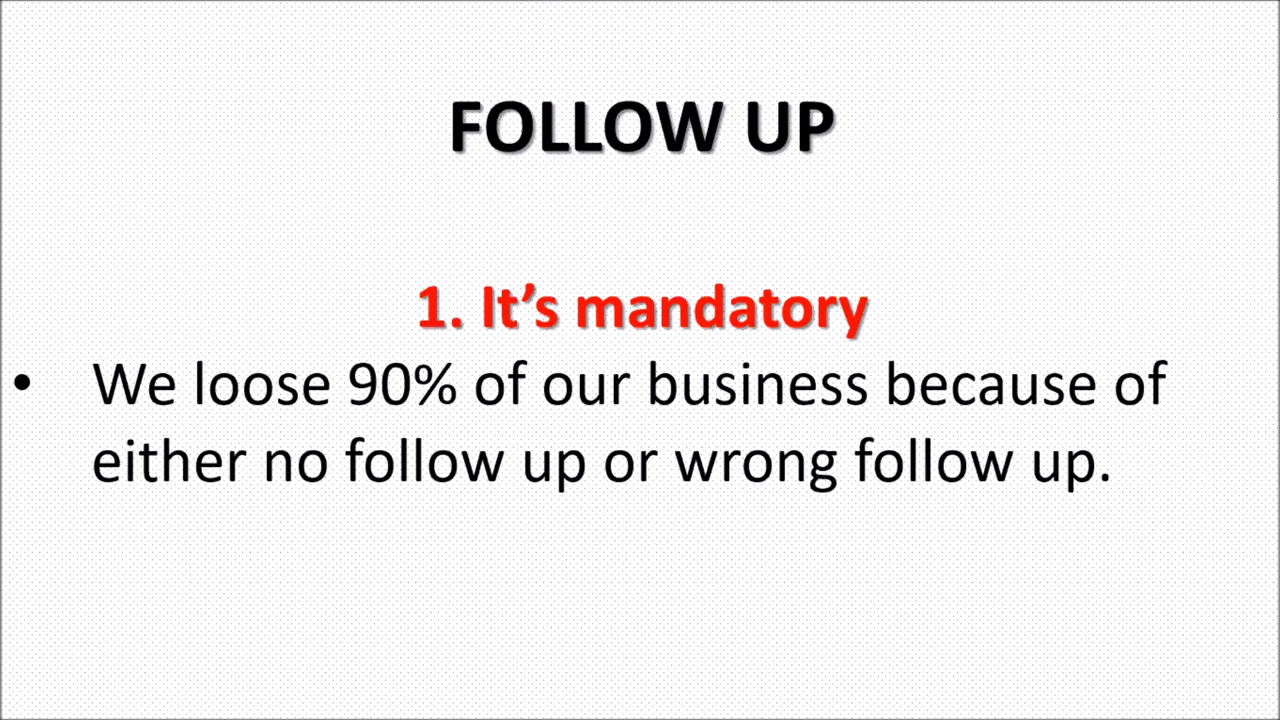 FOLLOW UP
1. It’s mandatory
• We loose 90% of our business because of
either no follow up or wrong follow up.